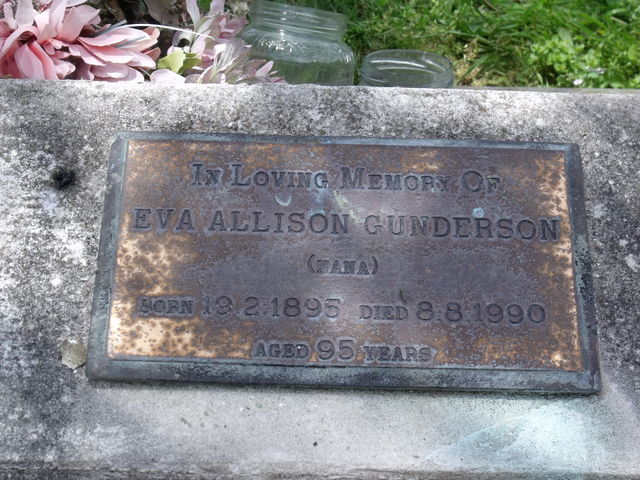 In Loving Memory Of
EVA ALLISON GUNDERSON
(NANA)
BORN 19·2·1895 DIED 8·8·1990
AGED 95 YEARS